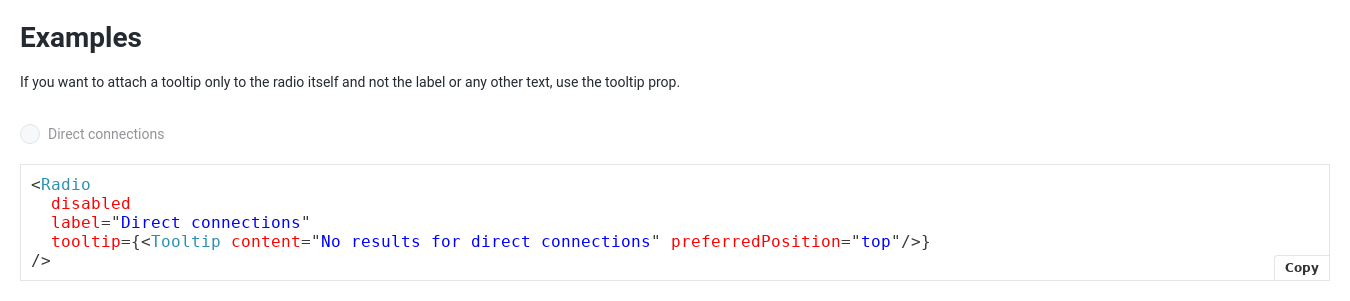 Examples
If you want to attach a tooltip only to the radio itself and not the label or any other text, use the tooltip prop.
Direct connections
<Radio
  disabled
  label="Direct connections"
  tooltip={<Tooltip content="No results for direct connections" preferredPosition="top"/>}
/>
Copy